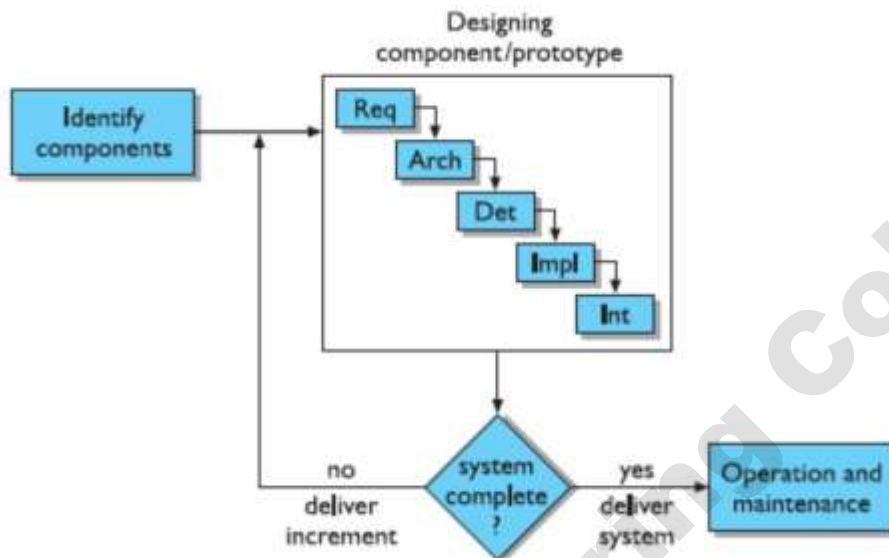 Designing
component/prototype
Identify
components
Req
Arch
Det
Impl
Int
no
deliver
increment
system
complete
?
yes
deliver
system
Operation and
maintenance